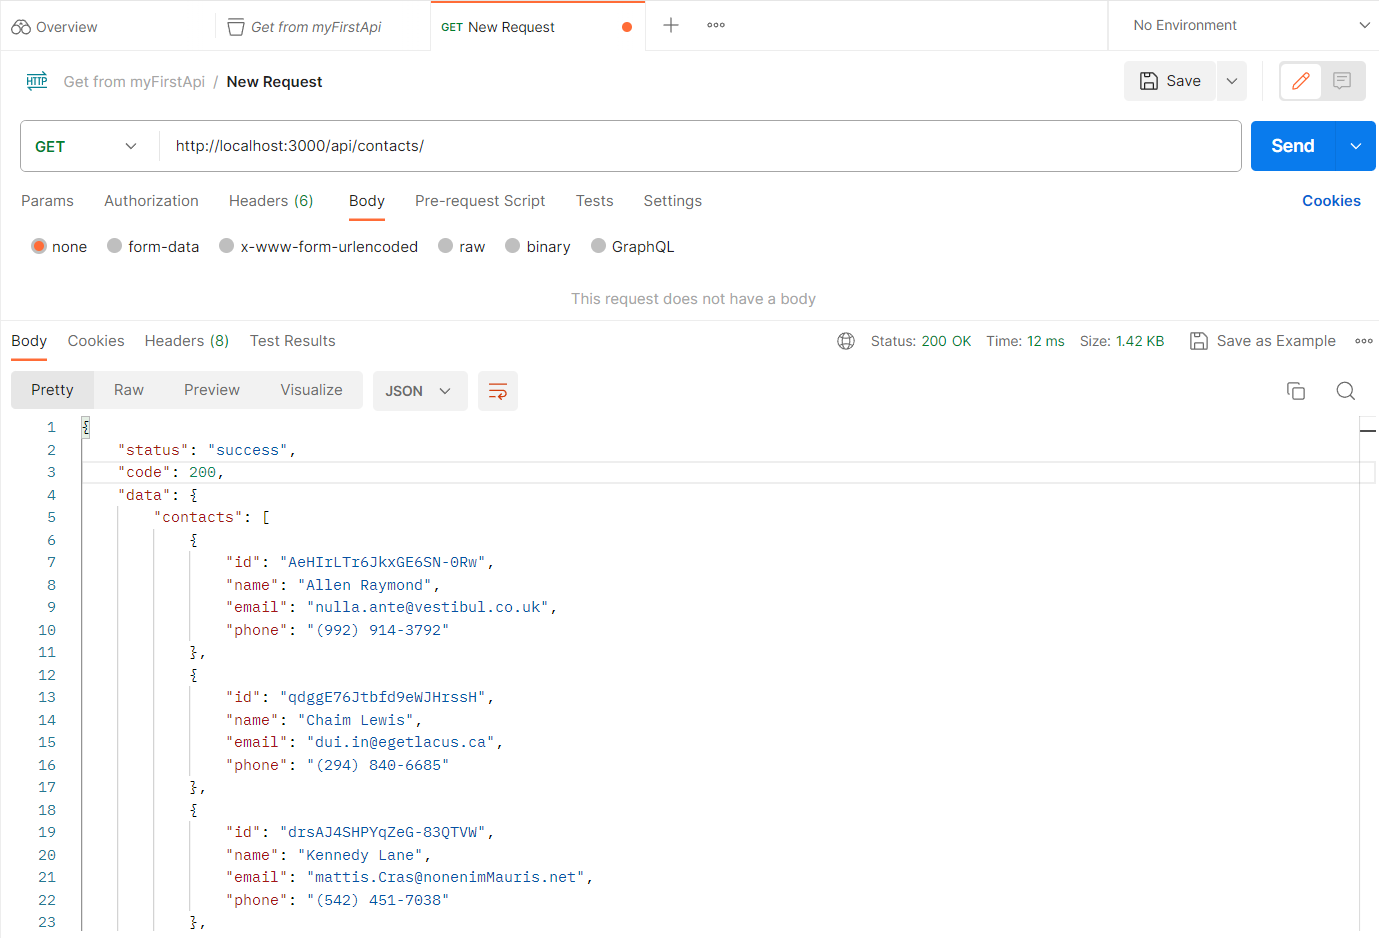 Overview
Get from myFirstApi
GET New Request
No Environment
HTTP Get from myFirstApi / New Request
Save
GET http://localhost:3000/api/contacts/ Send
Params Authorization Headers (6) Body Pre-request Script Tests Settings Cookies
none form-data x-www-form-urlencoded raw binary GraphQL
This request does not have a body
Body Cookies Headers (8) Test Results Status: 200 OK Time: 12 ms Size: 1.42 KB Save as Example
Pretty Raw Preview Visualize JSON
1 {
2 "status": "success",
3 "code": 200,
4 "data": {
5 "contacts": [
6 {
7 "id": "AeHIrLTr6JkxGE6SN-0Rw",
8 "name": "Allen Raymond",
9 "email": "nulla.ante@vestibul.co.uk",
10 "phone": "(992) 914-3792"
11 },
12 {
13 "id": "qdggE76Jtbfd9eWJHrssH",
14 "name": "Chaim Lewis",
15 "email": "dui.in@egetlacus.ca",
16 "phone": "(294) 840-6685"
17 },
18 {
19 "id": "drsAJ4SHPYqZeG-83QTVW",
20 "name": "Kennedy Lane",
21 "email": "mattis.Cras@nonenimMauris.net",
22 "phone": "(542) 451-7038"
23 },